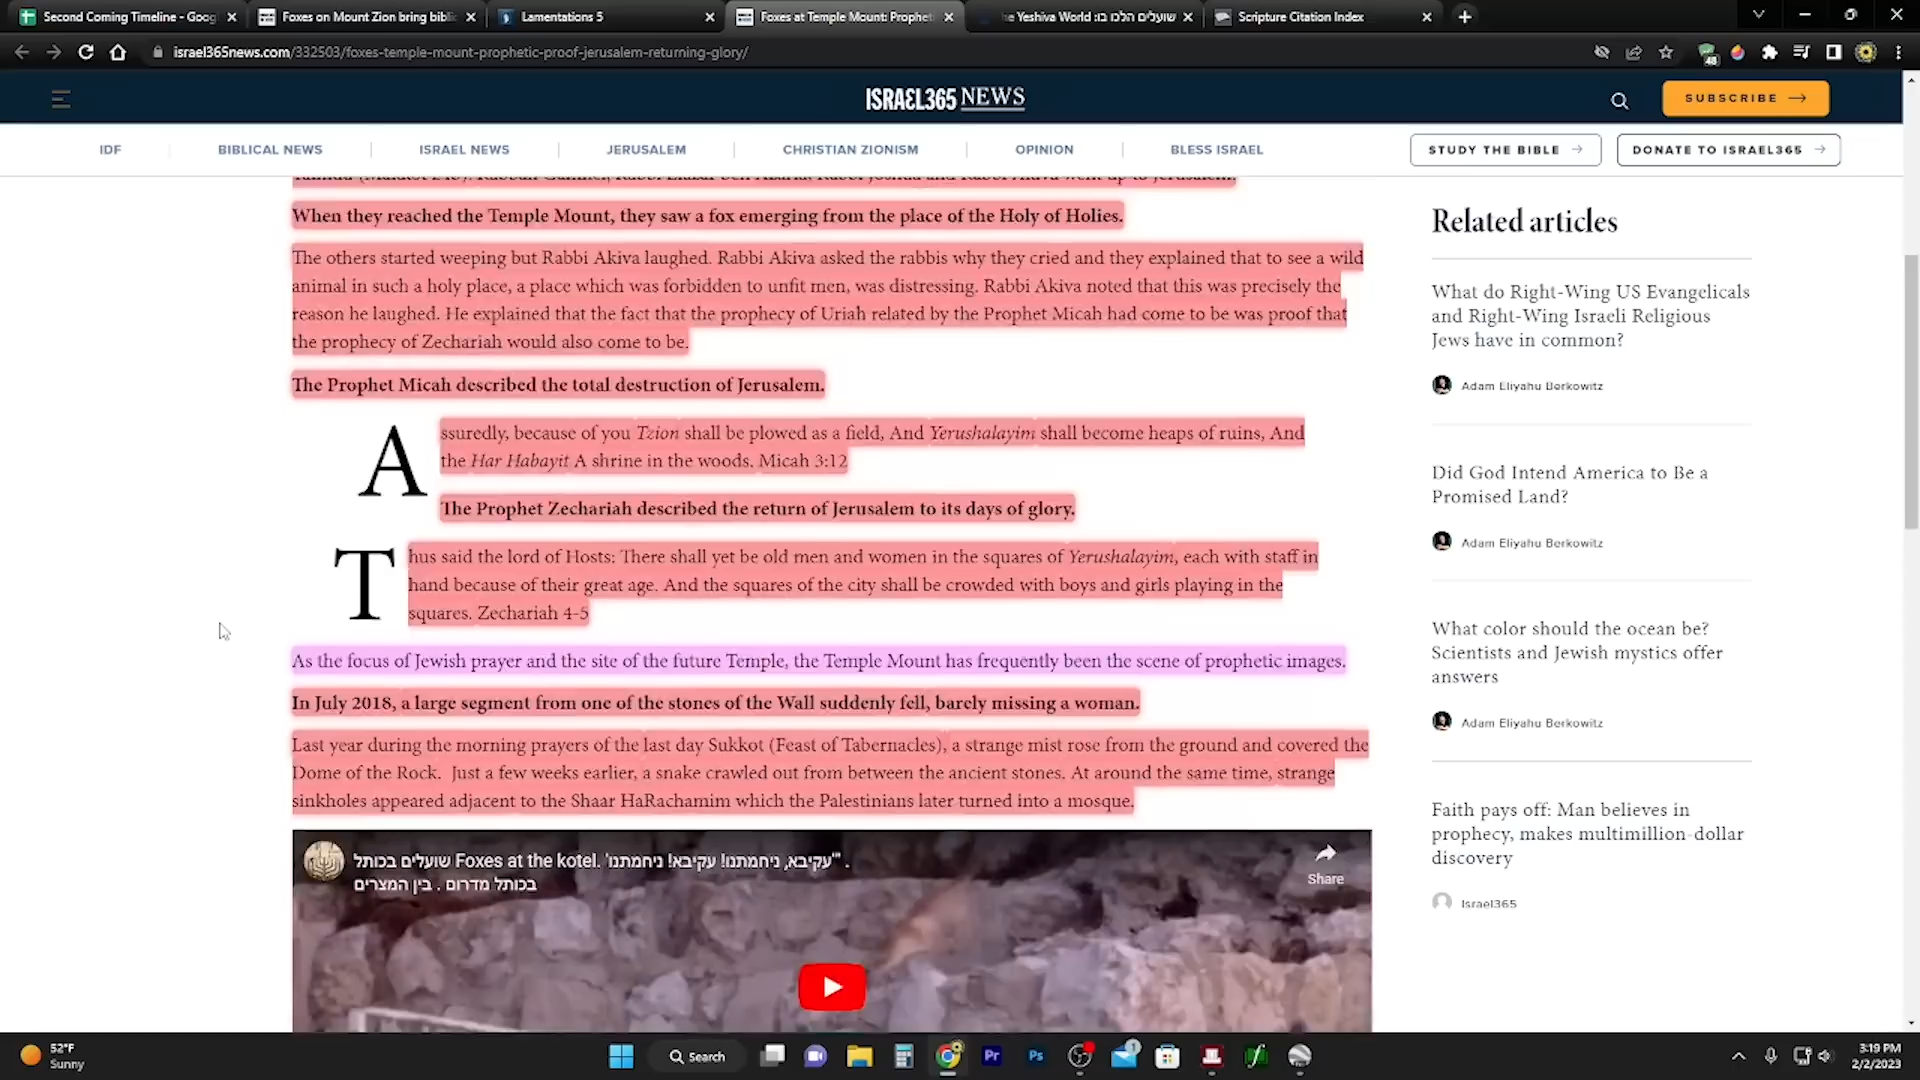 Second Coming Timeline - Goog
Foxes on Mount Zion bring bibl
Lamentations 5
Foxes at Temple Mount: Prophet
שועלים הלכו בו: The Yeshiva World
Scripture Citation Index
israel365news.com/332503/foxes-temple-mount-prophetic-proof-jerusalem-returning-glory/
48
ISRAEL365 NEWS
SUBSCRIBE
IDF
BIBLICAL NEWS
ISRAEL NEWS
JERUSALEM
CHRISTIAN ZIONISM
OPINION
BLESS ISRAEL
STUDY THE BIBLE
DONATE TO ISRAEL365
When they reached the Temple Mount, they saw a fox emerging from the place of the Holy of Holies.
The others started weeping but Rabbi Akiva laughed. Rabbi Akiva asked the rabbis why they cried and they explained that to see a wild
animal in such a holy place, a place which was forbidden to unfit men, was distressing. Rabbi Akiva noted that this was precisely the
reason he laughed. He explained that the fact that the prophecy of Uriah related by the Prophet Micah had come to be was proof that
the prophecy of Zechariah would also come to be.
The Prophet Micah described the total destruction of Jerusalem.
Assuredly, because of you Tzion shall be plowed as a field, And Yerushalayim shall become heaps of ruins, And
the Har Habayit A shrine in the woods. Micah 3:12
The Prophet Zechariah described the return of Jerusalem to its days of glory.
Thus said the lord of Hosts: There shall yet be old men and women in the squares of Yerushalayim, each with staff in
hand because of their great age. And the squares of the city shall be crowded with boys and girls playing in the
squares. Zechariah 4-5
As the focus of Jewish prayer and the site of the future Temple, the Temple Mount has frequently been the scene of prophetic images.
In July 2018, a large segment from one of the stones of the Wall suddenly fell, barely missing a woman.
Last year during the morning prayers of the last day Sukkot (Feast of Tabernacles), a strange mist rose from the ground and covered the
Dome of the Rock. Just a few weeks earlier, a snake crawled out from between the ancient stones. At around the same time, strange
sinkholes appeared adjacent to the Shaar HaRachamim which the Palestinians later turned into a mosque.
שועלים בכותל Foxes at the kotel. 'עקיבא, ניחמתנו! עקיבא! ניחמתנו" .
בכותל מדרום . בין המצרים
Share
Related articles
What do Right-Wing US Evangelicals
and Right-Wing Israeli Religious
Jews have in common?
Adam Eliyahu Berkowitz
Did God Intend America to Be a
Promised Land?
Adam Eliyahu Berkowitz
What color should the ocean be?
Scientists and Jewish mystics offer
answers
Adam Eliyahu Berkowitz
Faith pays off: Man believes in
prophecy, makes multimillion-dollar
discovery
Israel365
52°F
Sunny
Search
Pr
Ps
1
3:19 PM
2/2/2023